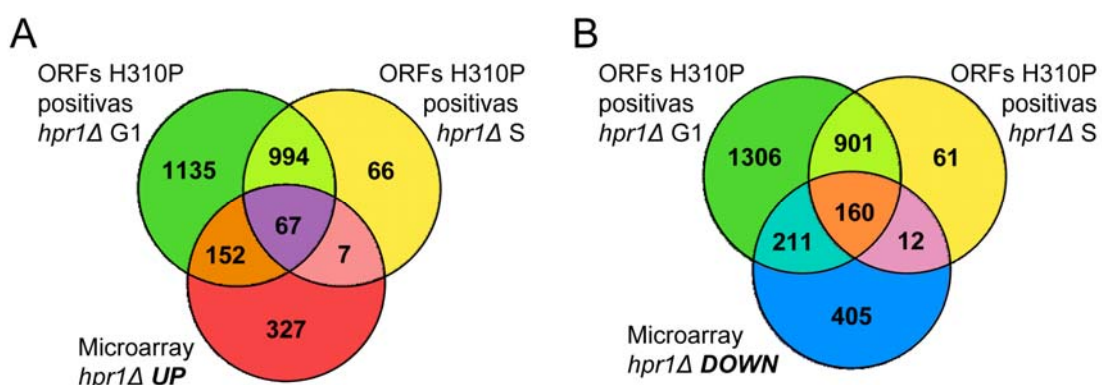 A
ORFs H310P
positivas
hpr1Δ G1
ORFs H310P
positivas
hpr1Δ S
1135
994
66
67
152
7
327
Microarray
hpr1Δ UP
B
ORFs H310P
positivas
hpr1Δ G1
ORFs H310P
positivas
hpr1Δ S
1306
901
61
160
211
12
405
Microarray
hpr1Δ DOWN